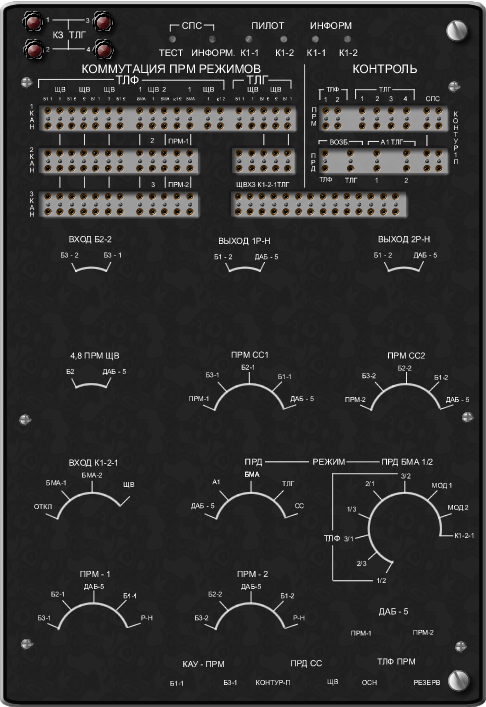 1 3
КЗ ТЛГ
2 4
СПС ПИЛОТ ИНФОРМ
ТЕСТ ИНФОРМ. К1-1 К1-2 К1-1 К1-2
КОММУТАЦИЯ ПРМ РЕЖИМОВ КОНТРОЛЬ
ТЛФ ТЛГ
ТЛФ ТЛГ
ЩВ ЩВ ЩВ 1 ЩВ 2 1 ЩВ ЩВ ЩВ
1 2 1 2 3 4 СПС
1 КАН
ПРМ
КОНТУР 1П
2 ПРМ-1
ВОЗБ. А1 ТЛГ
2 КАН
ПРД
3 ПРМ-2
ЩВХЗ К1-2-1ТЛГ
ТЛФ ТЛГ 1 2
3 КАН
ВХОД Б2-2 ВЫХОД 1Р-Н ВЫХОД 2Р-Н
Б3 - 2 Б3 - 1 Б1 - 2 ДАБ - 5 Б1 - 2 ДАБ - 5
4,8 ПРМ ЩВ ПРМ СС1 ПРМ СС2
Б2 ДАБ - 5
Б2-1 Б2-2
Б3-1 Б1-1 Б3-2 Б1-2
ПРМ-1 ДАБ - 5 ПРМ-2 ДАБ - 5
ВХОД К1-2-1 ПРД РЕЖИМ ПРД БМА 1/2
БМА-2 БМА 3/2
БМА-1 ЩВ А1 ТЛГ 2/1 МОД 1
ОТКЛ ДАБ - 5 СС 1/3 МОД 2
ТЛФ 3/1 К1-2-1
2/3
1/2
ПРМ - 1 ПРМ - 2
ДАБ-5 ДАБ-5
Б2-1 Б1-1 Б2-2 Б1-2
Б3-1 Р-Н Б3-2 Р-Н
ДАБ - 5
ПРМ-1 ПРМ-2
КАУ - ПРМ ПРД СС ТЛФ ПРМ
Б1-1 Б3-1 КОНТУР-П ЩВ ОСН РЕЗЕРВ